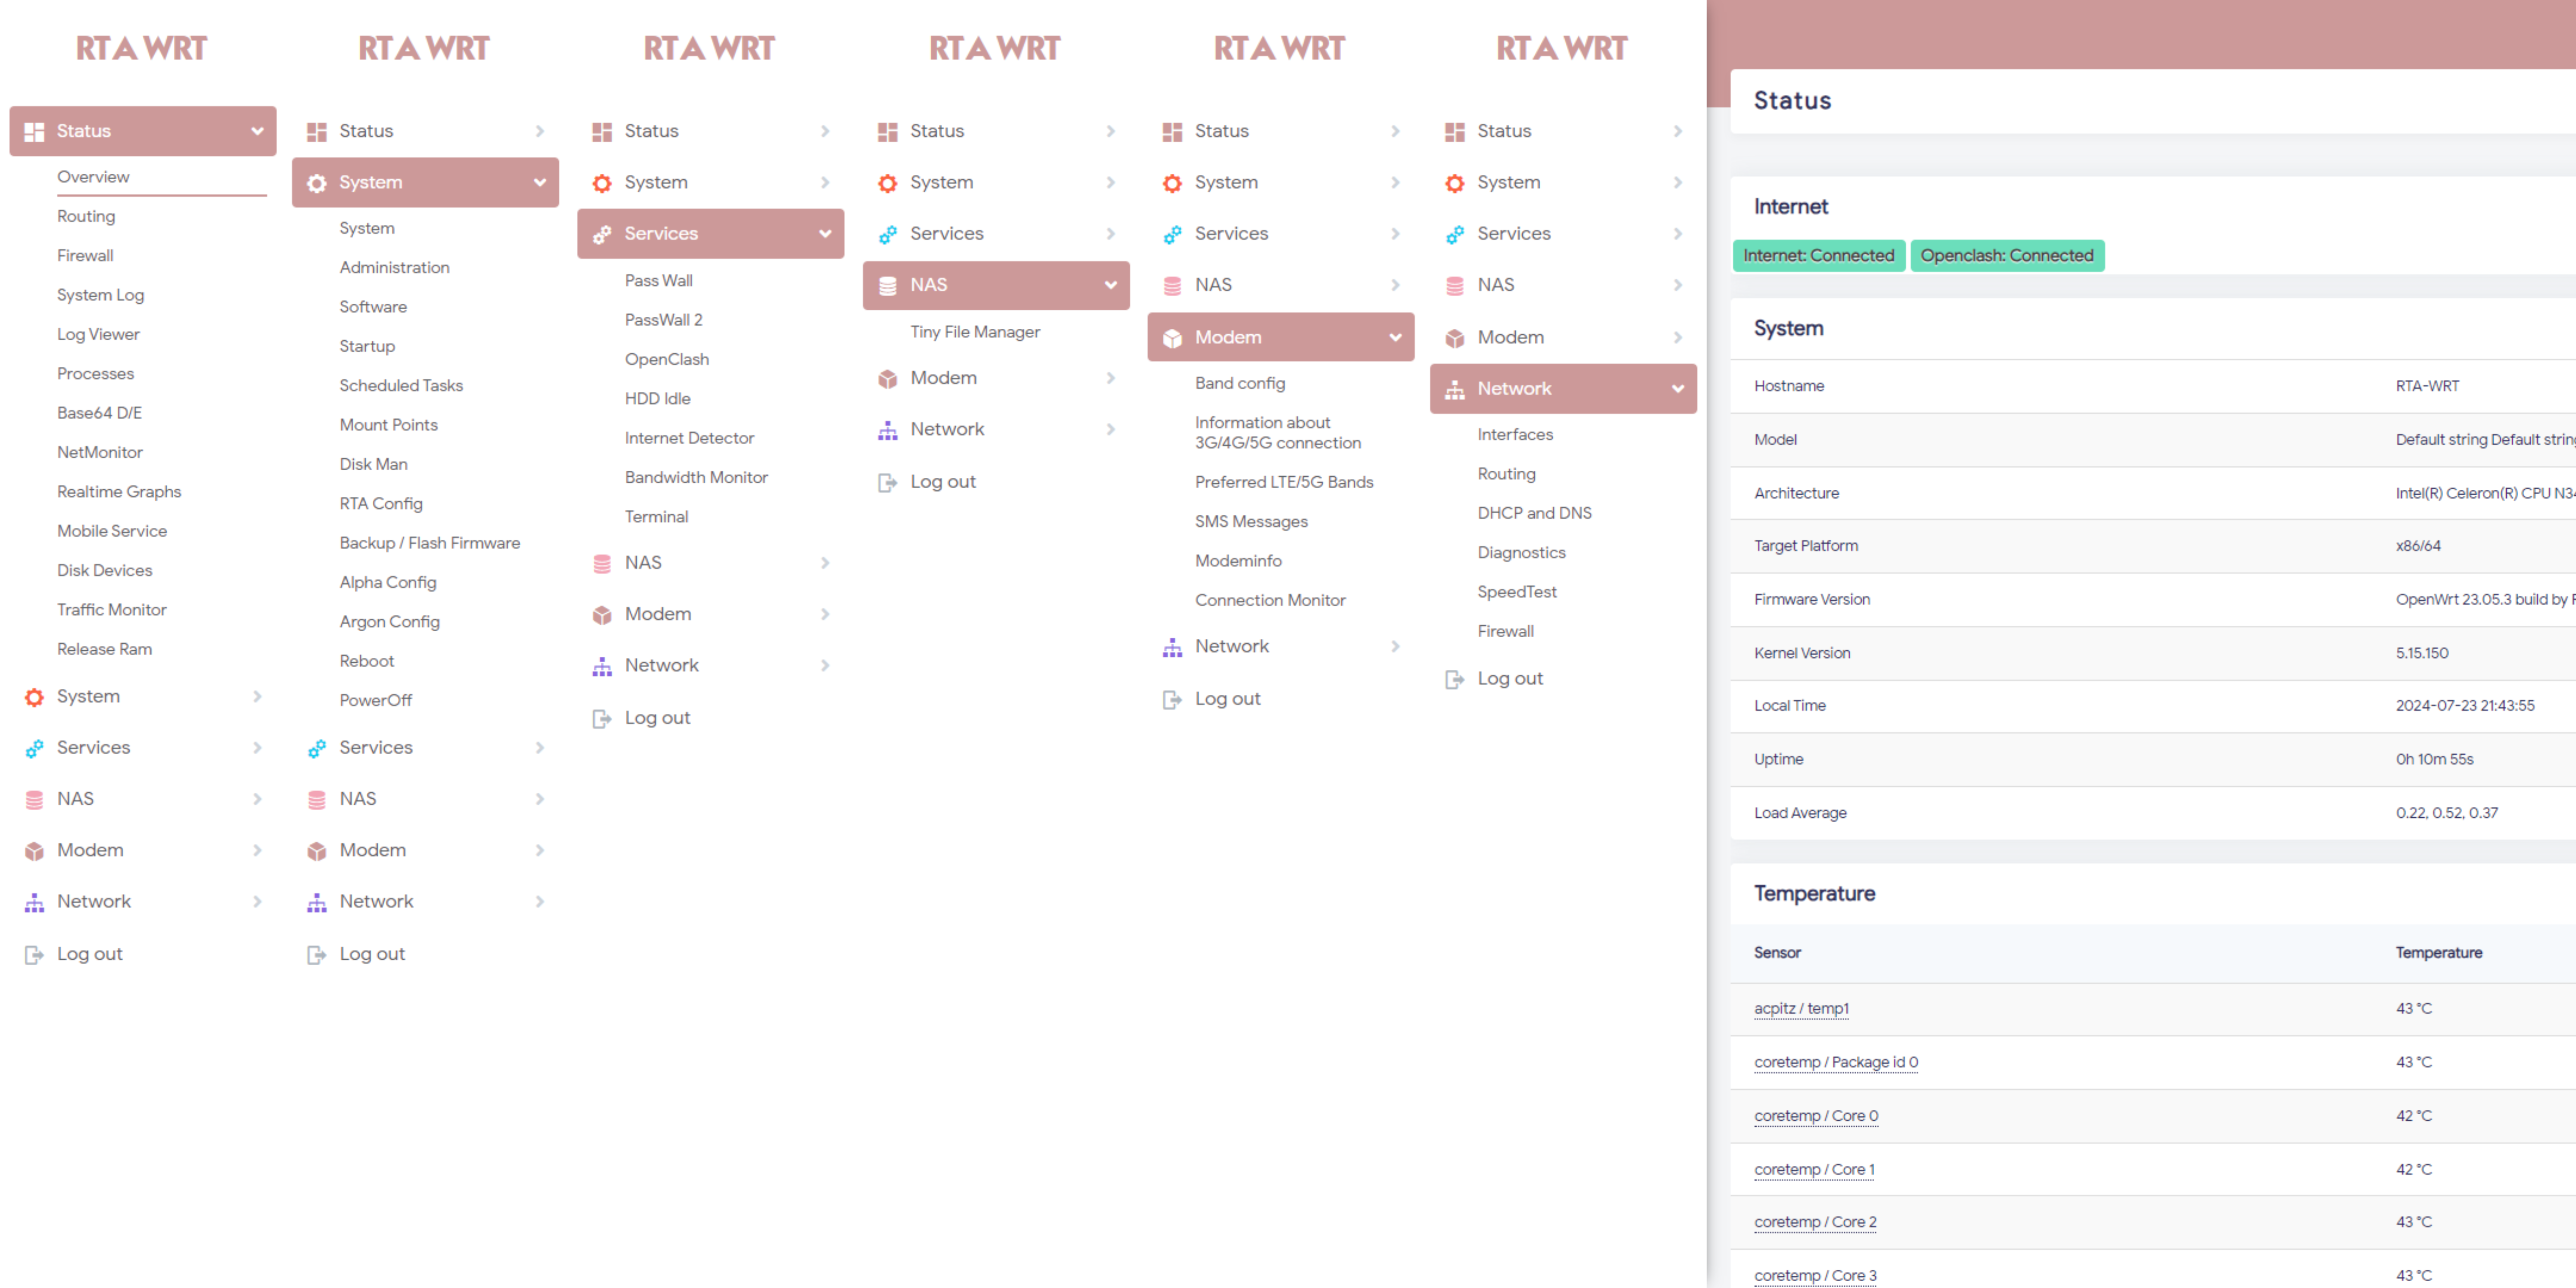 RTA WRT
Status
Overview
Routing
Firewall
System Log
Log Viewer
Processes
Base64 D/E
NetMonitor
Realtime Graphs
Mobile Service
Disk Devices
Traffic Monitor
Release Ram
System
Services
NAS
Modem
Network
Log out
RTA WRT
Status
System
System
Administration
Software
Startup
Scheduled Tasks
Mount Points
Disk Man
RTA Config
Backup / Flash Firmware
Alpha Config
Argon Config
Reboot
PowerOff
Services
NAS
Modem
Network
Log out
RTA WRT
Status
System
Services
Pass Wall
PassWall 2
OpenClash
HDD Idle
Internet Detector
Bandwidth Monitor
Terminal
NAS
Modem
Network
Log out
RTA WRT
Status
System
Services
NAS
Tiny File Manager
Modem
Network
Log out
RTA WRT
Status
System
Services
NAS
Modem
Band config
Information about
3G/4G/5G connection
Preferred LTE/5G Bands
SMS Messages
Modeminfo
Connection Monitor
Network
Log out
RTA WRT
Status
System
Services
NAS
Modem
Network
Interfaces
Routing
DHCP and DNS
Diagnostics
SpeedTest
Firewall
Log out
Status
Internet
Internet: Connected Openclash: Connected
System
Hostname RTA-WRT
Model Default string Default string
Architecture Intel(R) Celeron(R) CPU
Target Platform x86/64
Firmware Version OpenWrt 23.05.3 build by
Kernel Version 5.15.150
Local Time 2024-07-23 21:43:55
Uptime 0h 10m 55s
Load Average 0.22, 0.52, 0.37
Temperature
Sensor Temperature
acpitz / temp1 43 °C
coretemp / Package id 0 43 °C
coretemp / Core 0 42 °C
coretemp / Core 1 42 °C
coretemp / Core 2 43 °C
coretemp / Core 3 43 °C